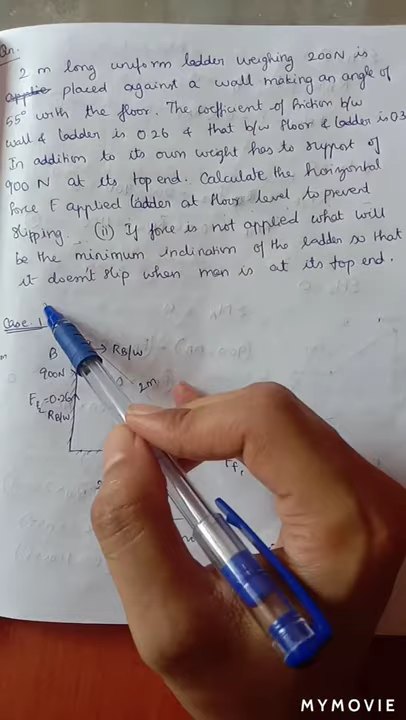 Qn.
2 m long uniform ladder weighing 200N is
placed against a wall making an angle of
55° with the floor. The coefficient of friction b/w
wall & ladder is 0.26 & that b/w floor & ladder is 0.3
In addition to its own weight has to support of
900 N at its top end. Calculate the horizontal
force F applied ladder at floor level to prevent
slipping. (ii) If force is not applied what will
be the minimum inclination of the ladder so that
it doesn't slip when man is at its top end.
Case. 1
B RB/W
900N 2m
=0.26
RB/W
MYMOVIE